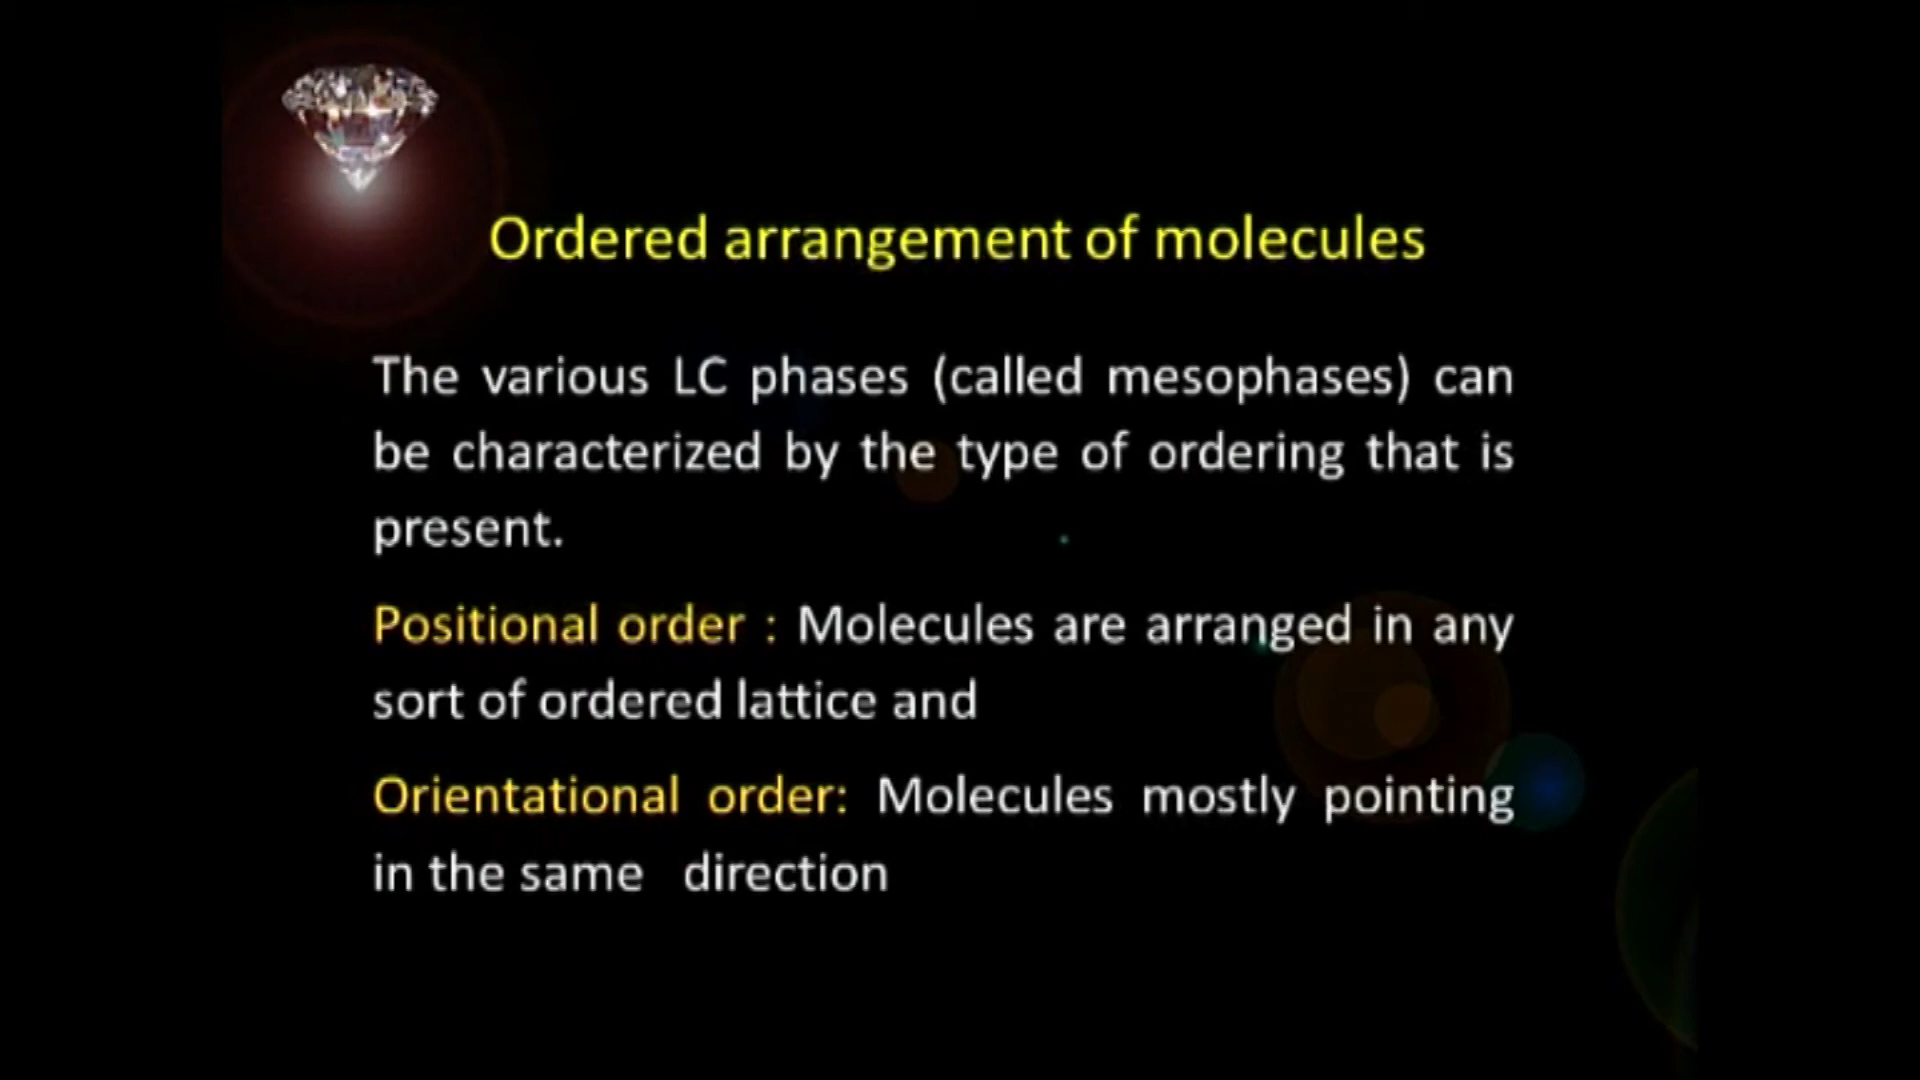 Ordered arrangement of molecules
The various LC phases (called mesophases) can
be characterized by the type of ordering that is
present.
Positional order : Molecules are arranged in any
sort of ordered lattice and
Orientational order: Molecules mostly pointing
in the same direction